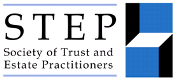 STEP
Society of Trust and
Estate Practitioners